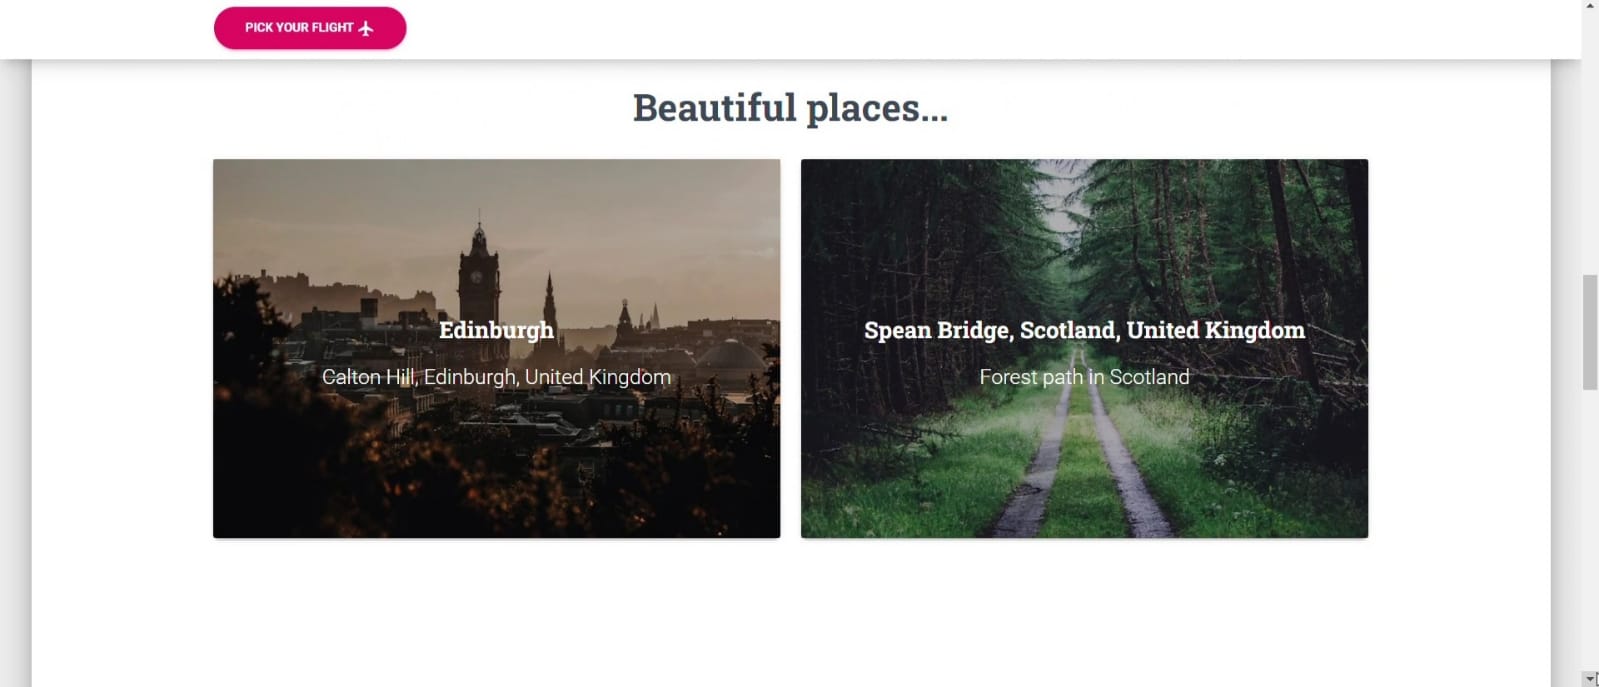 PICK YOUR FLIGHT
Beautiful places...
Edinburgh
Calton Hill, Edinburgh, United Kingdom
Spean Bridge, Scotland, United Kingdom
Forest path in Scotland